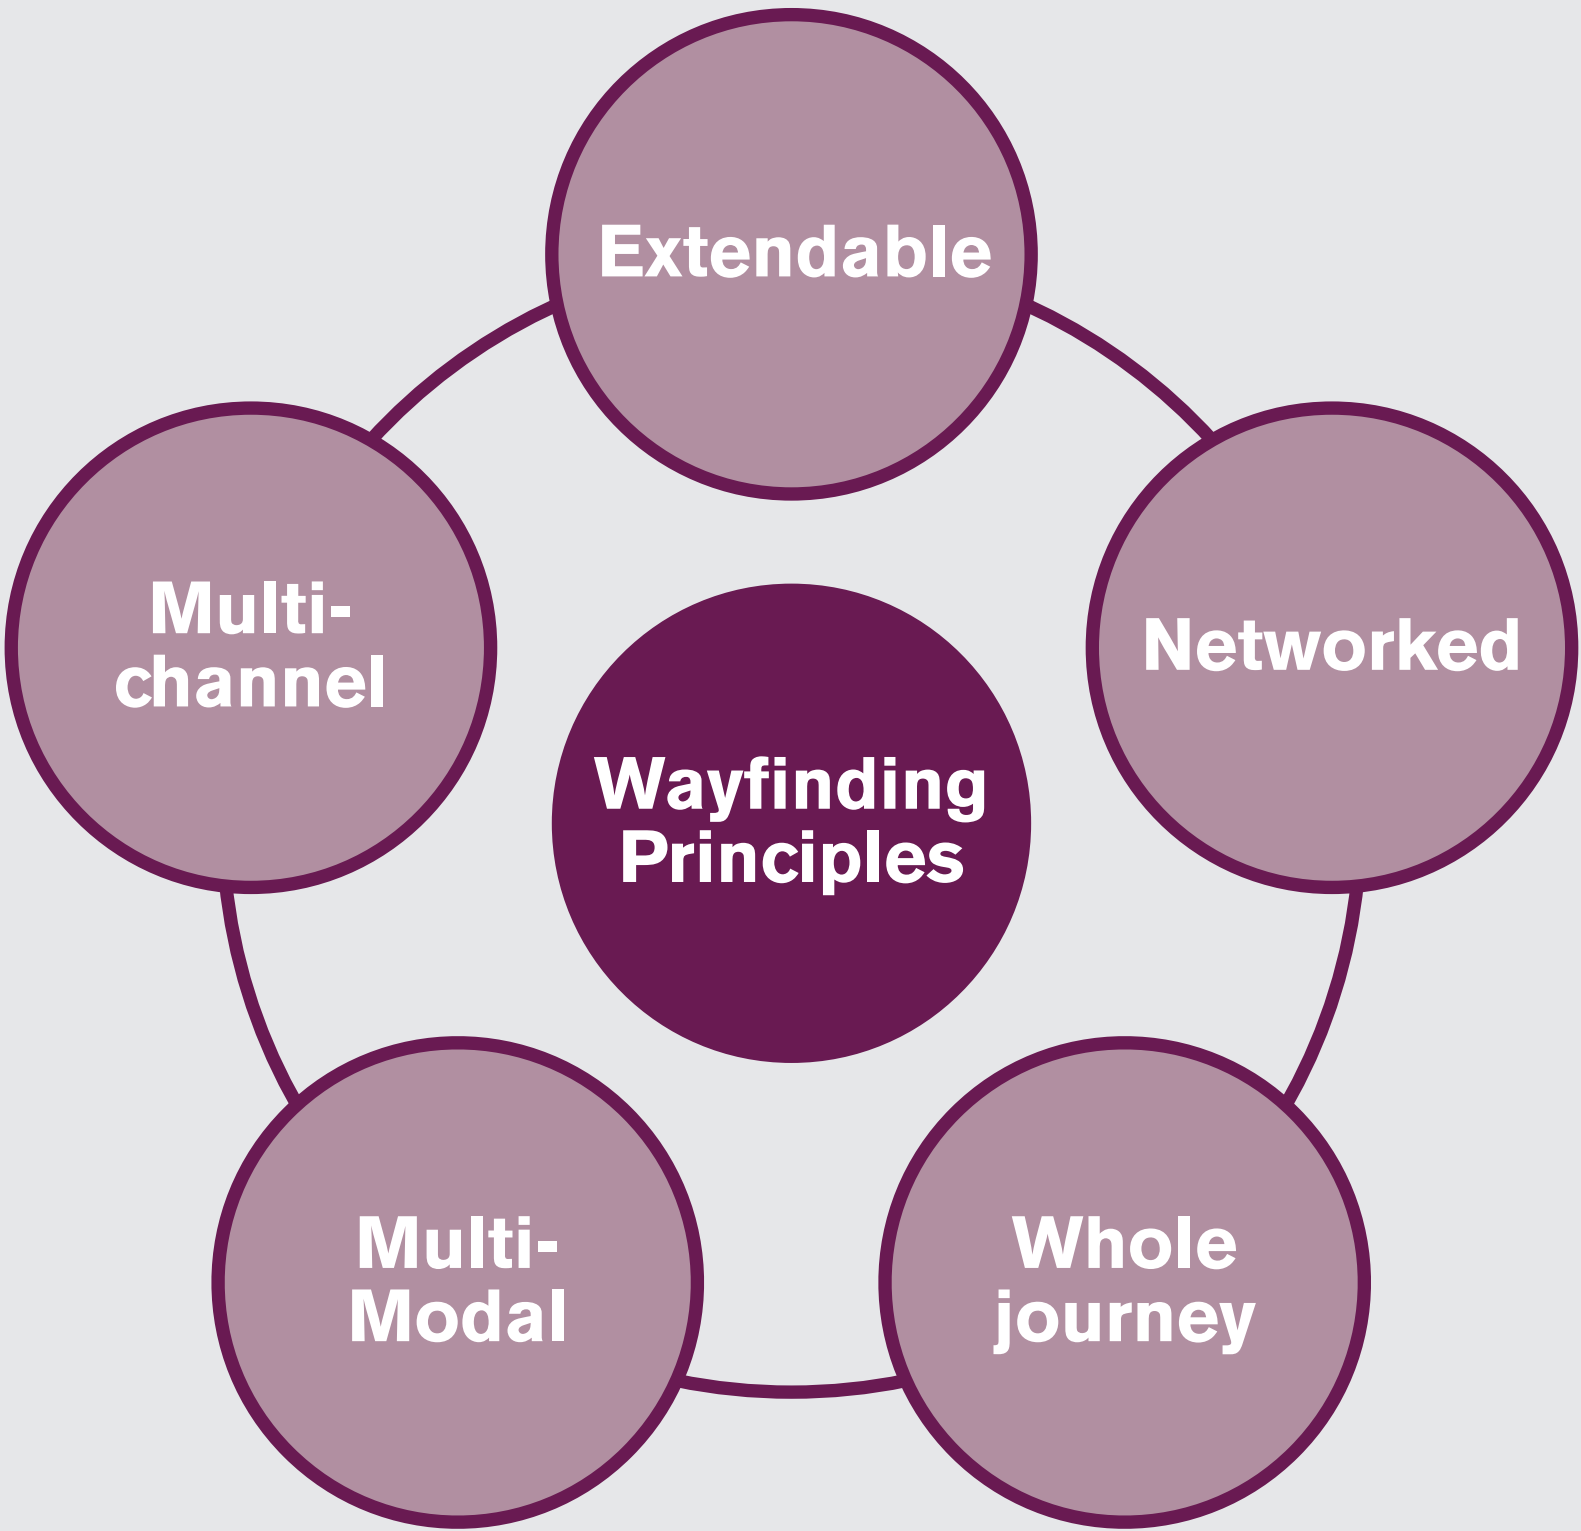 Extendable
Multi-
channel
Networked
Wayfinding
Principles
Multi-
Modal
Whole
journey